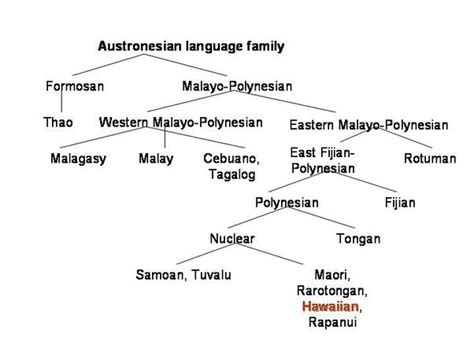 Austronesian language family
Formosan
Malayo-Polynesian
Thao
Western Malayo-Polynesian
Eastern Malayo-Polynesian
Malagasy
Malay
Cebuano,
Tagalog
East Fijian-
Polynesian
Rotuman
Polynesian
Fijian
Nuclear
Tongan
Samoan, Tuvalu
Maori,
Rarotongan,
Hawaiian,
Rapanui